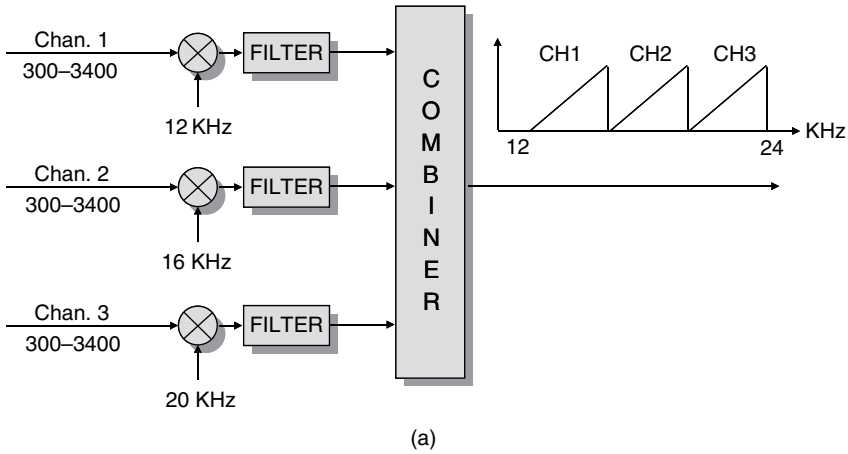 Chan. 1
300–3400
FILTER
12 KHz
Chan. 2
300–3400
FILTER
16 KHz
Chan. 3
300–3400
FILTER
20 KHz
COMBINER
CH1 CH2 CH3
12 24 KHz
(a)